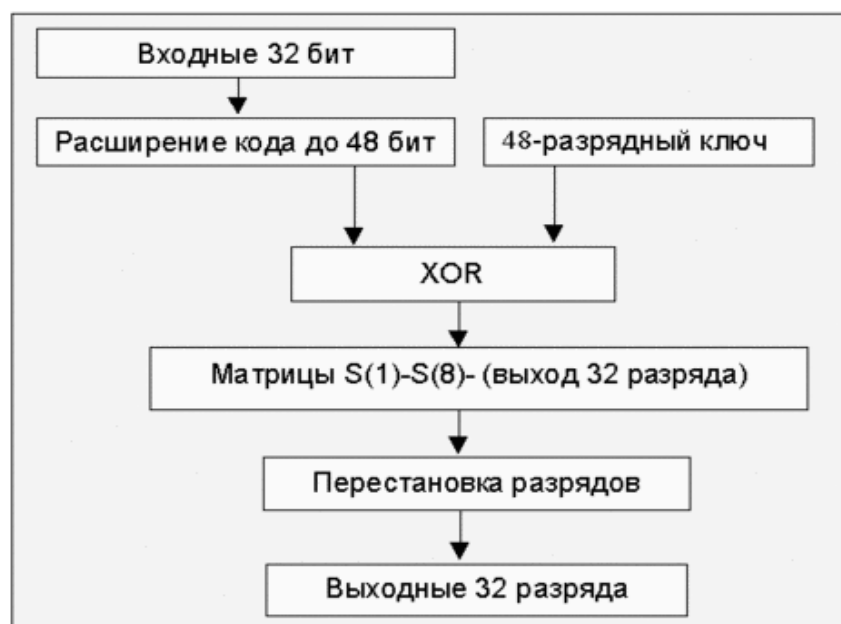 Входные 32 бит
Расширение кода до 48 бит
48-разрядный ключ
XOR
Матрицы S(1)-S(8)- (выход 32 разряда)
Перестановка разрядов
Выходные 32 разряда